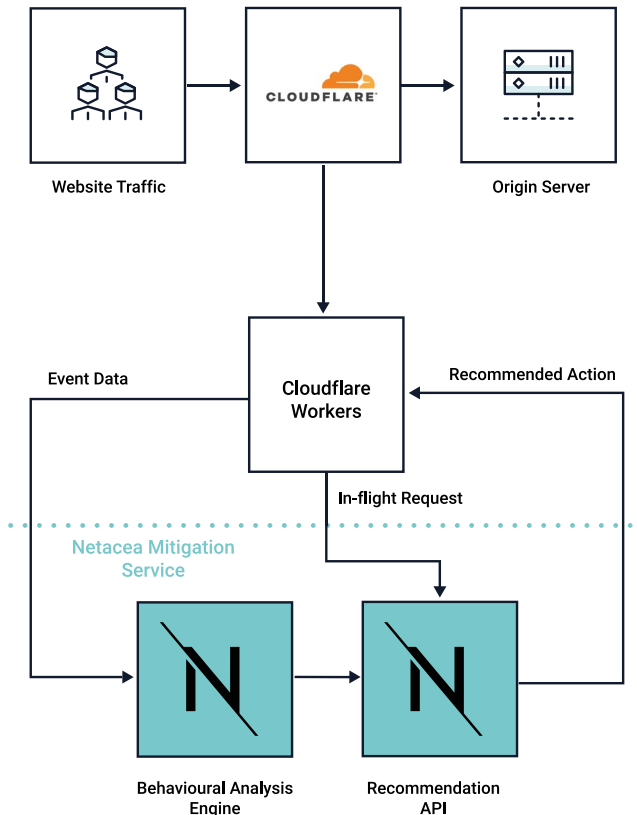 CLOUDFLARE
Website Traffic
Origin Server
Cloudflare
Workers
Event Data
Recommended Action
In-flight Request
Netacea Mitigation
Service
N
N
Behavioural Analysis
Engine
Recommendation
API